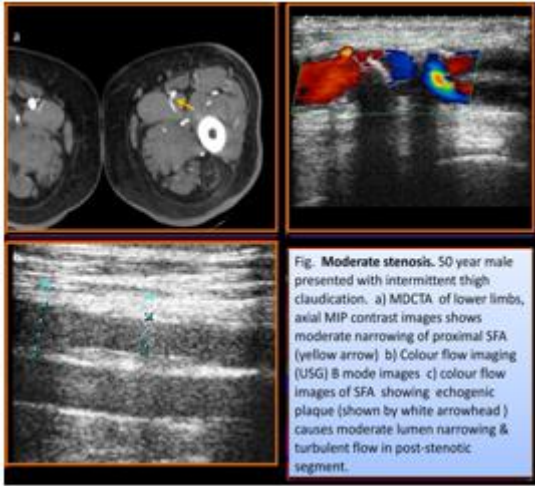 a
c
Fig. Moderate stenosis. 50 year male
presented with intermittent thigh
claudication. a) MDCTA of lower limbs,
axial MIP contrast images shows
moderate narrowing of proximal SFA
(yellow arrow) b) Colour flow imaging
(USG) B mode images c) colour flow
images of SFA showing echogenic
plaque (shown by white arrowhead )
causes moderate lumen narrowing &
turbulent flow in post-stenotic
segment.